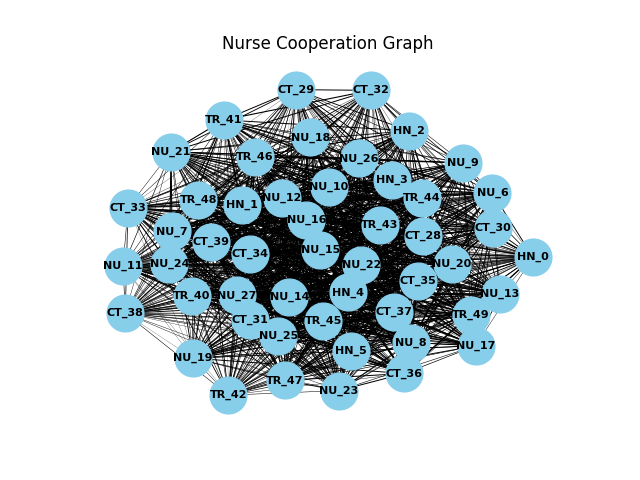 Nurse Cooperation Graph
CT_29
CT_32
TR_41
HN_2
NU_18
NU_21
TR_46
NU_26
NU_9
HN_3
NU_10
NU_6
TR_44
NU_12
TR_48
HN_1
CT_33
NU_16
TR_43
CT_30
NU_7
CT_28
CT_39
NU_15
CT_34
HN_0
NU_11
NU_24
NU_22
NU_20
CT_35
HN_4
NU_13
TR_40
NU_27
NU_14
CT_38
CT_37
TR_49
CT_31
TR_45
NU_25
NU_8
NU_17
HN_5
NU_19
CT_36
TR_47
NU_23
TR_42